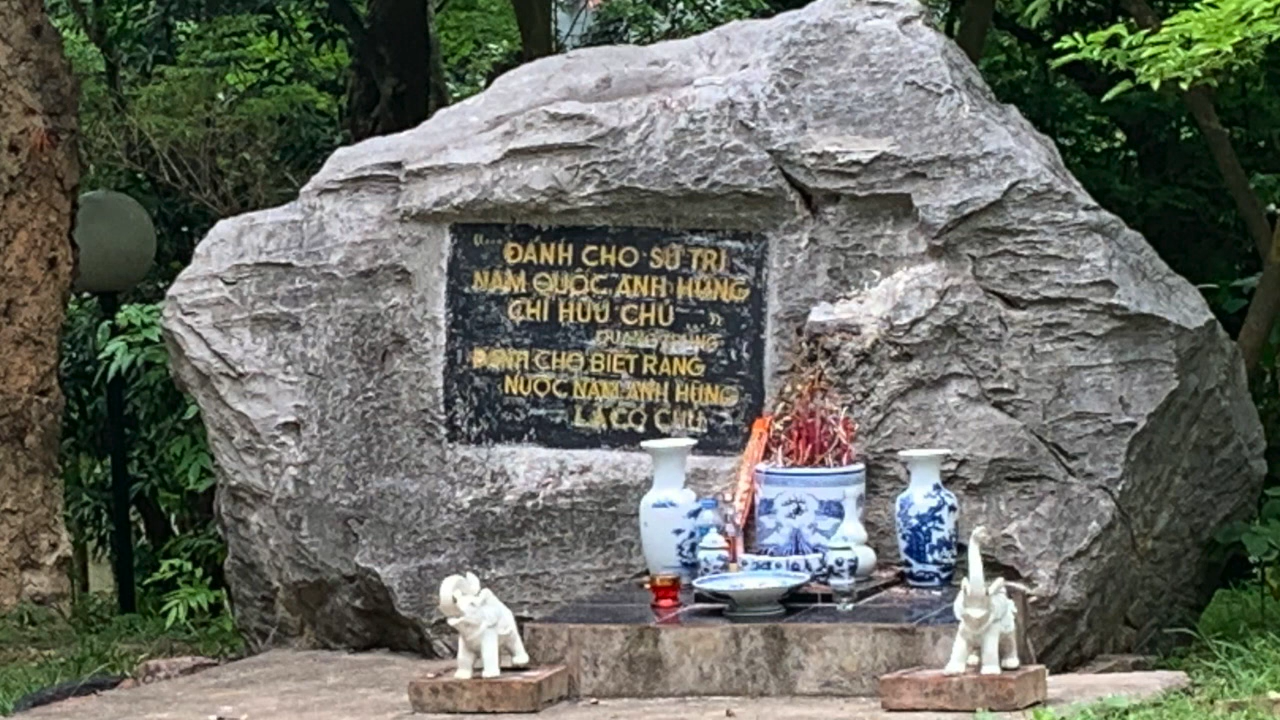 "... ĐÁNH CHO SỬ TRI
NAM QUỐC ANH HÙNG
CHI HỮU CHỦ "
QUANG TRUNG
ĐÁNH CHO BIẾT RẰNG
NƯỚC NAM ANH HÙNG
LÀ CÓ CHỦ